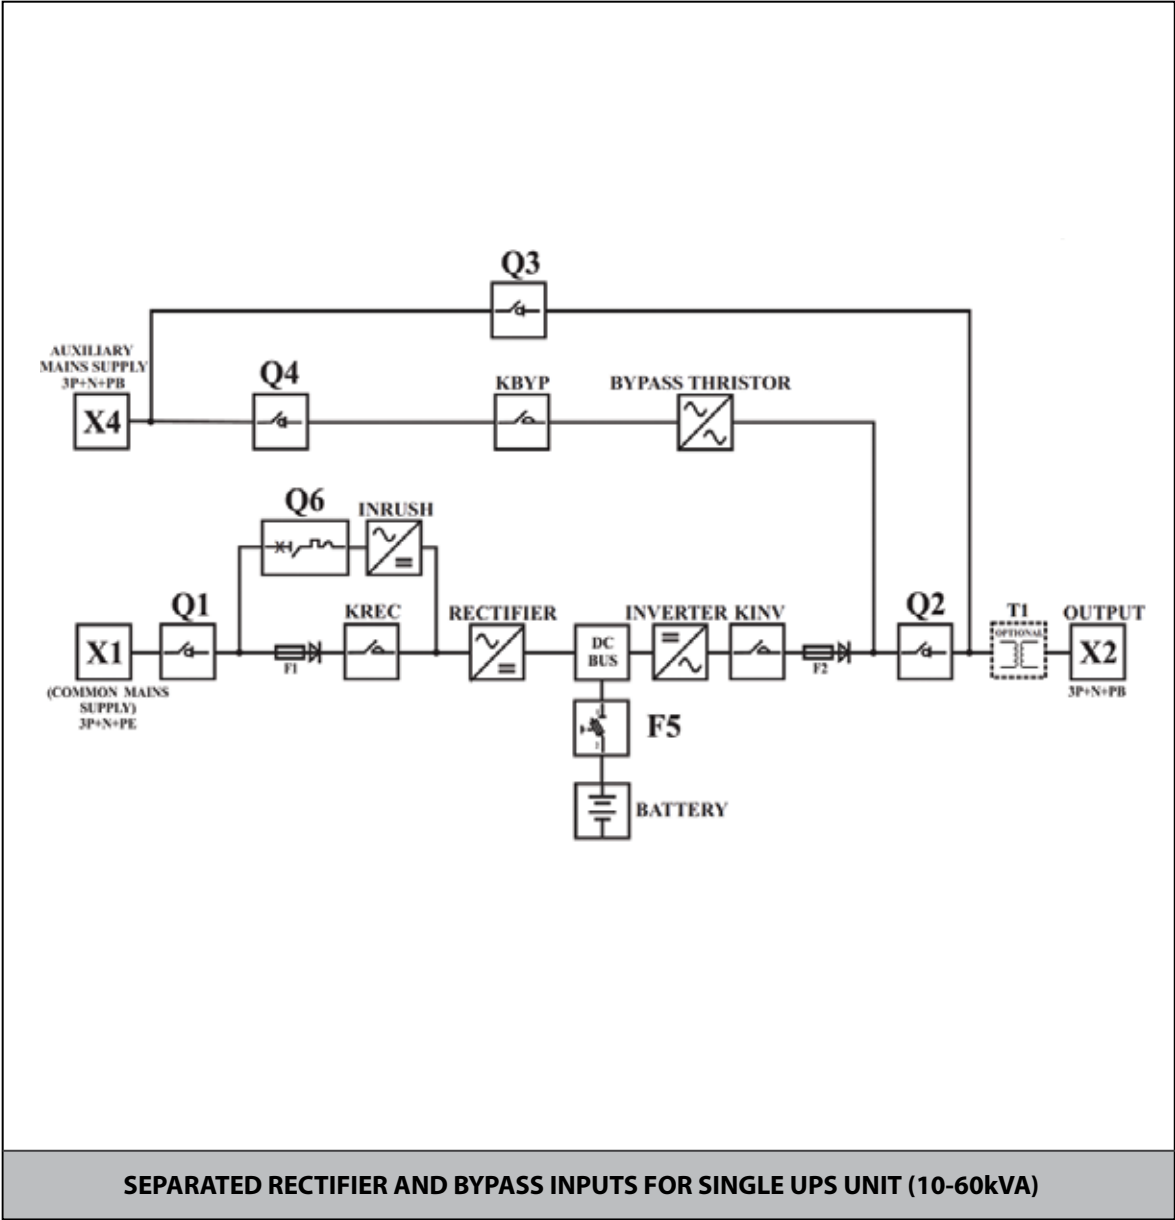 Q3
AUXILIARY
MAINS SUPPLY
3P+N+PB
X4
Q4
KBYP
BYPASS THRISTOR
Q6
INRUSH
Q1
KREC
RECTIFIER
INVERTER
KINV
Q2
T1
OUTPUT
X1
F1
DC
BUS
F2
OPTIONAL
X2
(COMMON MAINS
SUPPLY)
3P+N+PE
3P+N+PB
F5
BATTERY
SEPARATED RECTIFIER AND BYPASS INPUTS FOR SINGLE UPS UNIT (10-60kVA)